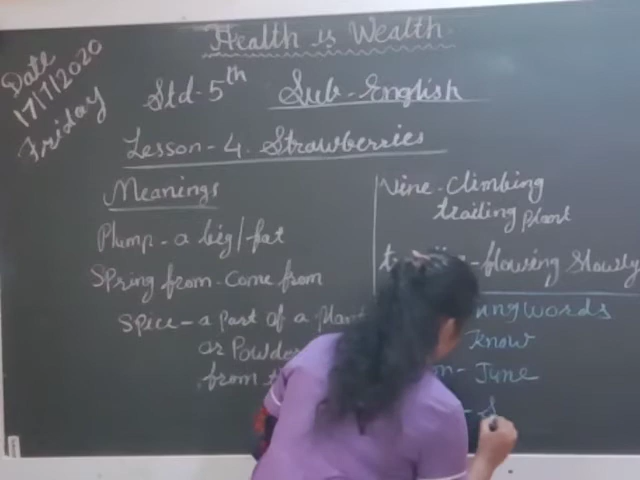 Health is Wealth.
Date
17/7/2020
Friday
Std-5th Sub-English
Lesson-4. Strawberries
Meanings
Plump-a big/fat
Spring from-Come from
Spice-a part of a plant
or Powder
from
Vine-Climbing
trailing plant
-flowing slowly
words
Know
- June
- S